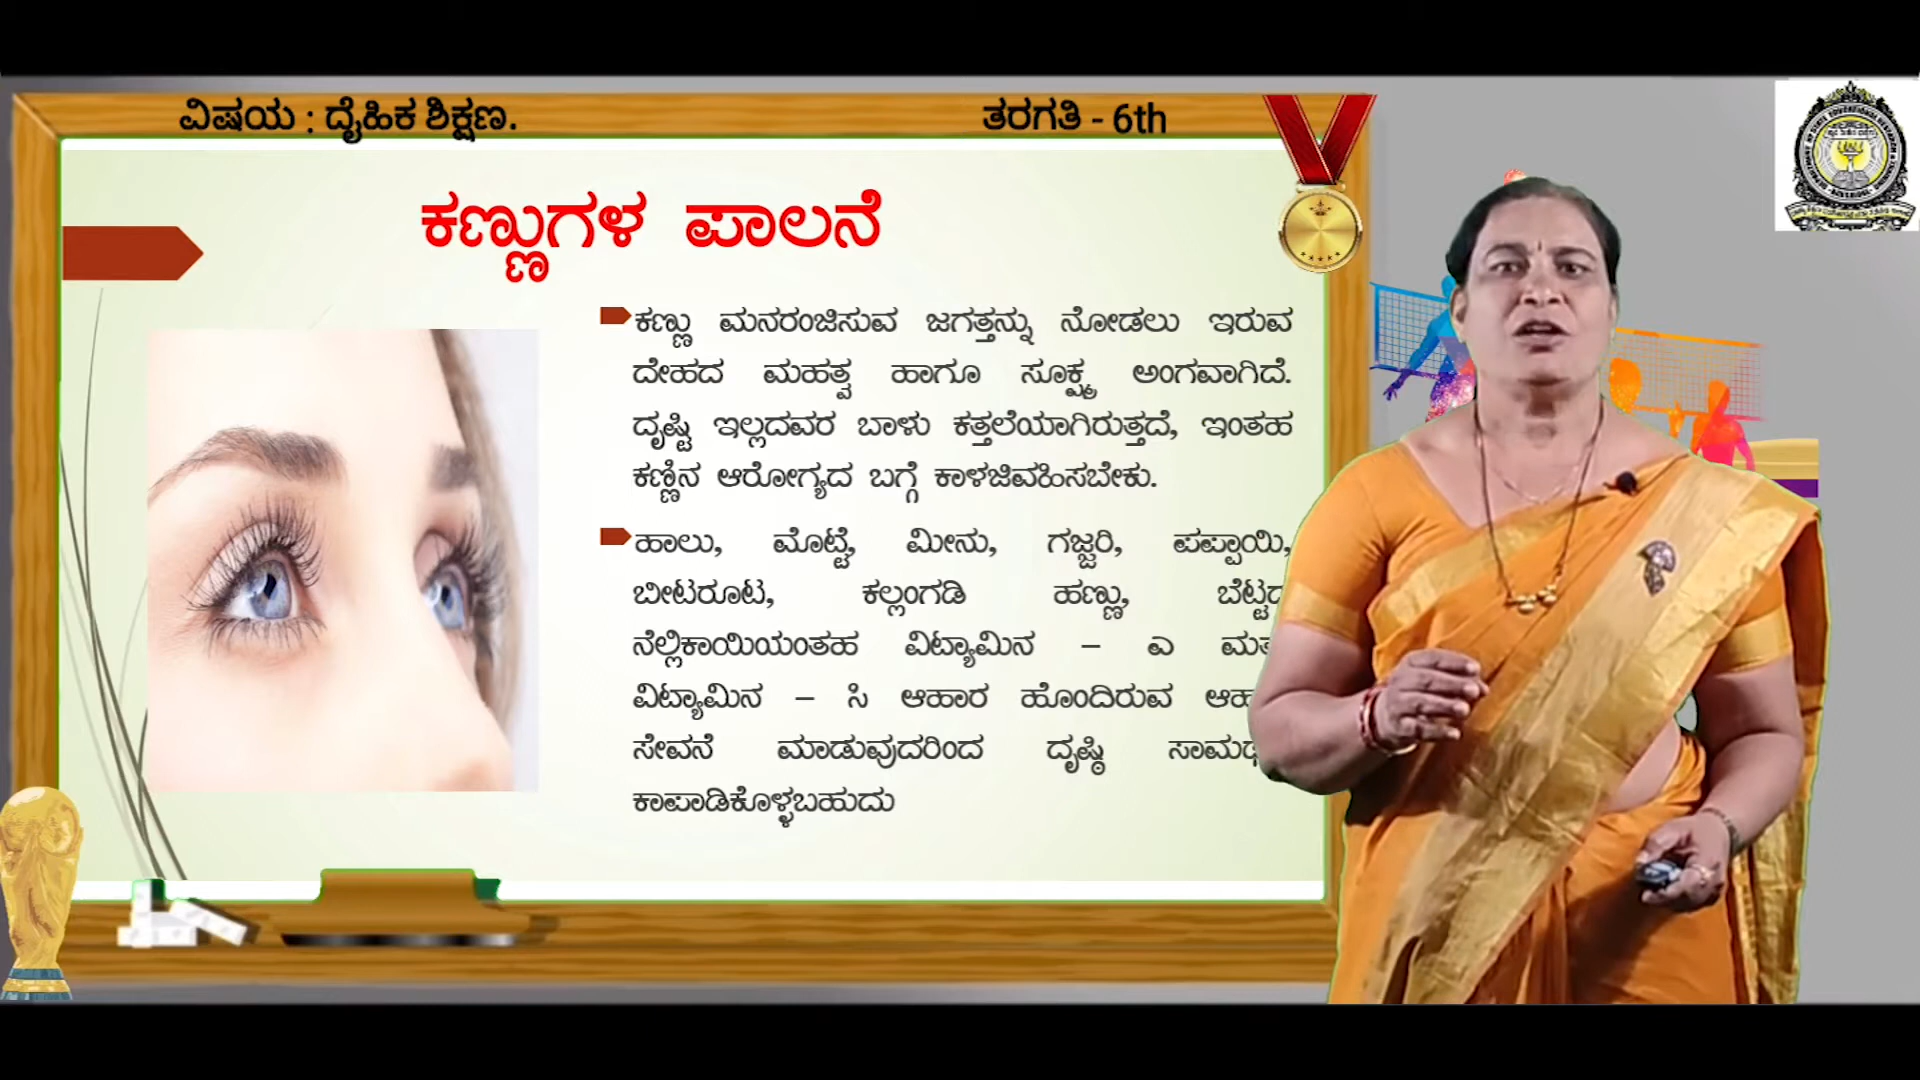 ವಿಷಯ : ದೈಹಿಕ ಶಿಕ್ಷಣ.
ತರಗತಿ - 6th
ಕಣ್ಣುಗಳ ಪಾಲನೆ
ಕಣ್ಣು ಮನರಂಜಿಸುವ ಜಗತ್ತನ್ನು ನೋಡಲು ಇರುವ
ದೇಹದ ಮಹತ್ವ ಹಾಗೂ ಸೂಕ್ಷ್ಮ ಅಂಗವಾಗಿದೆ.
ದೃಷ್ಟಿ ಇಲ್ಲದವರ ಬಾಳು ಕತ್ತಲೆಯಾಗಿರುತ್ತದೆ, ಇಂತಹ
ಕಣ್ಣಿನ ಆರೋಗ್ಯದ ಬಗ್ಗೆ ಕಾಳಜಿವಹಿಸಬೇಕು.
ಹಾಲು, ಮೊಟ್ಟೆ, ಮೀನು, ಗಜ್ಜರಿ, ಪಪ್ಪಾಯಿ,
ಬೀಟರೂಟ, ಕಲ್ಲಂಗಡಿ ಹಣ್ಣು,
ನೆಲ್ಲಿಕಾಯಿಯಂತಹ ವಿಟ್ಯಾಮಿನ – ಎ
ವಿಟ್ಯಾಮಿನ – ಸಿ ಆಹಾರ ಹೊಂದಿರುವ
ಸೇವನೆ ಮಾಡುವುದರಿಂದ ದೃಷ್ಠಿ
ಕಾಪಾಡಿಕೊಳ್ಳಬಹುದು